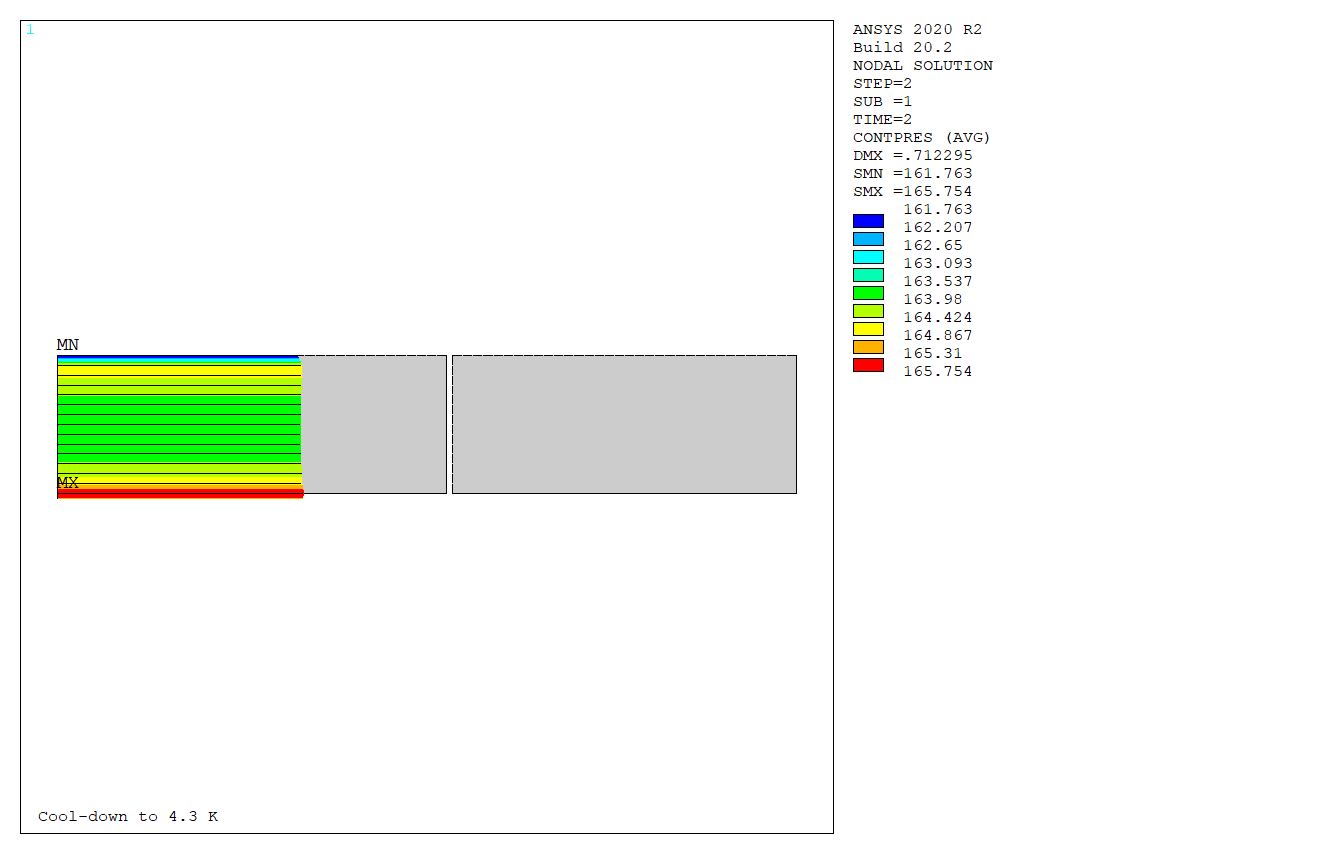 1
ANSYS 2020 R2
Build 20.2
NODAL SOLUTION
STEP=2
SUB =1
TIME=2
CONTPRES (AVG)
DMX =.712295
SMN =161.763
SMX =165.754
161.763
162.207
162.65
163.093
163.537
163.98
164.424
164.867
165.31
165.754
MN
MX
Cool-down to 4.3 K